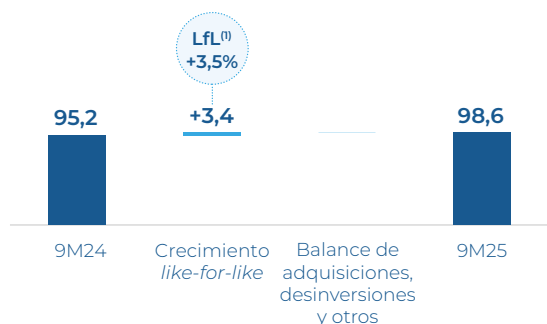 LfL(1)
+3,5%
95,2
+3,4
98,6
9M24
Crecimiento
like-for-like
Balance de
adquisiciones,
desinversiones
y otros
9M25